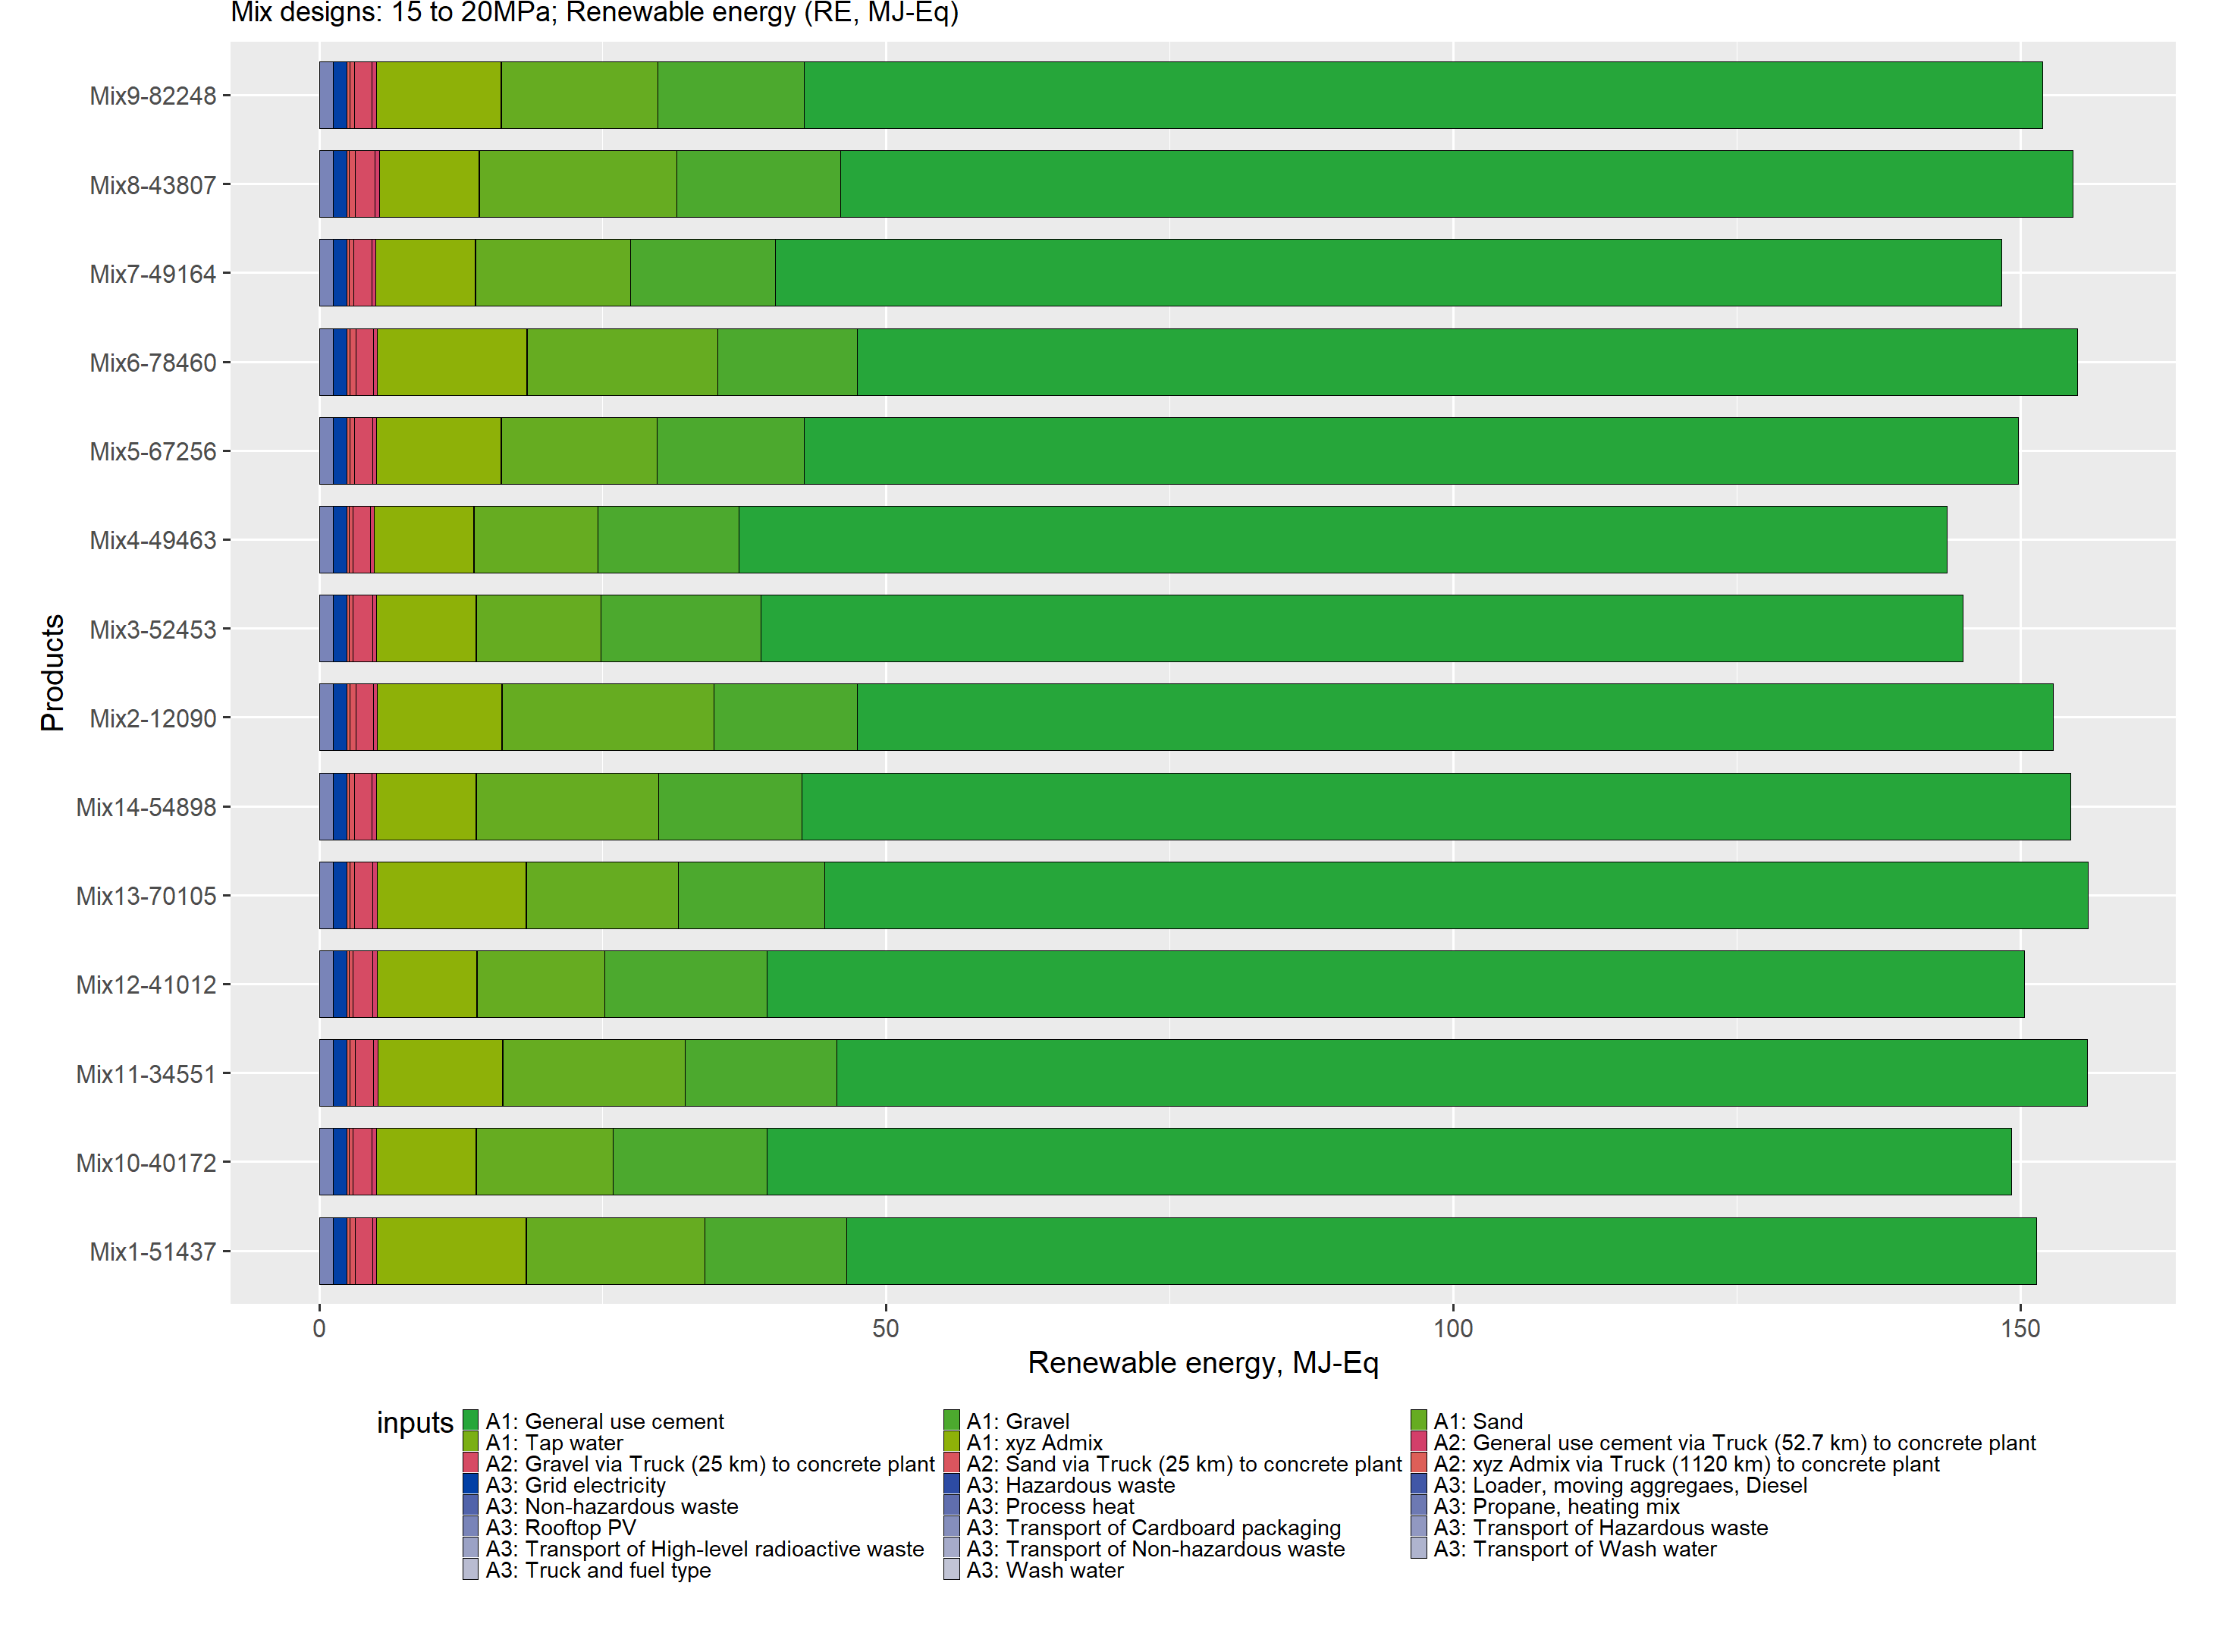 Mix designs: 15 to 20MPa; Renewable energy (RE, MJ-Eq)
Products
Mix9-82248
Mix8-43807
Mix7-49164
Mix6-78460
Mix5-67256
Mix4-49463
Mix3-52453
Mix2-12090
Mix14-54898
Mix13-70105
Mix12-41012
Mix11-34551
Mix10-40172
Mix1-51437
0 50 100 150
Renewable energy, MJ-Eq
inputs
A1: General use cement A1: Gravel A1: Sand
A1: Tap water A1: xyz Admix A2: General use cement via Truck (52.7 km) to concrete plant
A2: Gravel via Truck (25 km) to concrete plant A2: Sand via Truck (25 km) to concrete plant A2: xyz Admix via Truck (1120 km) to concrete plant
A3: Grid electricity A3: Hazardous waste A3: Loader, moving aggregaes, Diesel
A3: Non-hazardous waste A3: Process heat A3: Propane, heating mix
A3: Rooftop PV A3: Transport of Cardboard packaging A3: Transport of Hazardous waste
A3: Transport of High-level radioactive waste A3: Transport of Non-hazardous waste A3: Transport of Wash water
A3: Truck and fuel type A3: Wash water